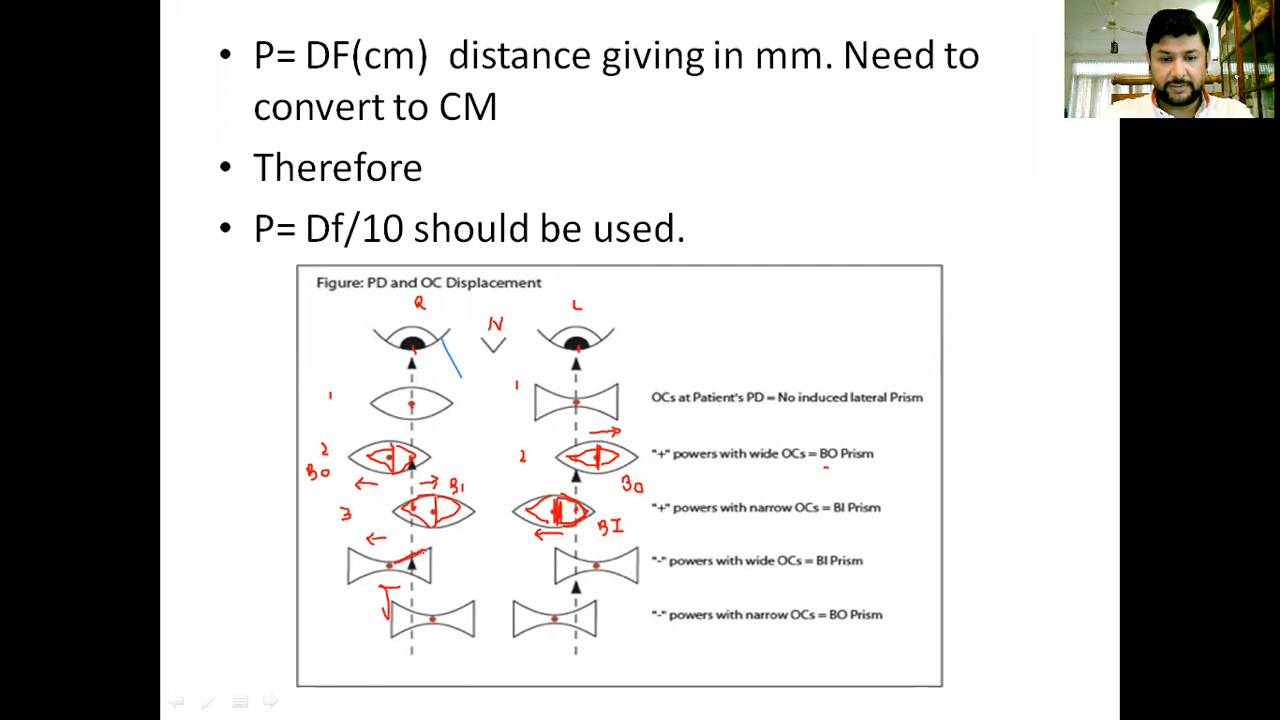 • P= DF(cm) distance giving in mm. Need to
convert to CM
• Therefore
• P= Df/10 should be used.
Figure: PD and OC Displacement
R N L
1 1 OCs at Patient's PD = No induced lateral Prism
2 2 "+" powers with wide OCs = BO Prism
BO BO
BI
3 "+" powers with narrow OCs = BI Prism
BI
"-" powers with wide OCs = BI Prism
"-" powers with narrow OCs = BO Prism